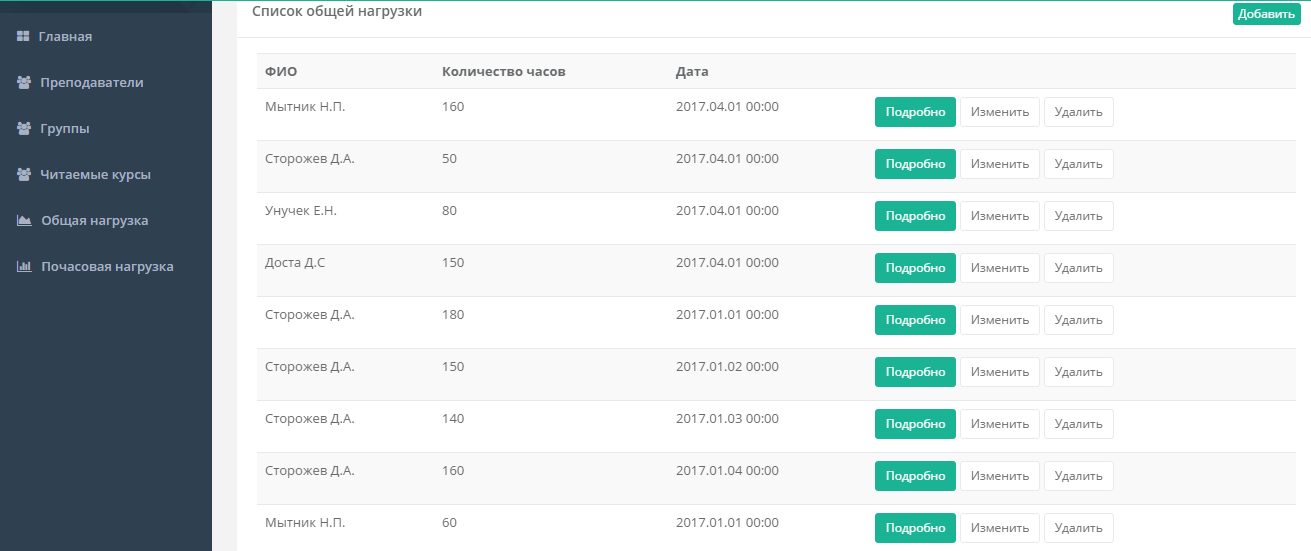 Список общей нагрузки
Добавить
Главная
Преподаватели
Группы
Читаемые курсы
Общая нагрузка
Почасовая нагрузка
ФИО Количество часов Дата
Мытник Н.П. 160 2017.04.01 00:00 Подробно Изменить Удалить
Сторожев Д.А. 50 2017.04.01 00:00 Подробно Изменить Удалить
Унучек Е.Н. 80 2017.04.01 00:00 Подробно Изменить Удалить
Доста Д.С 150 2017.04.01 00:00 Подробно Изменить Удалить
Сторожев Д.А. 180 2017.01.01 00:00 Подробно Изменить Удалить
Сторожев Д.А. 150 2017.01.02 00:00 Подробно Изменить Удалить
Сторожев Д.А. 140 2017.01.03 00:00 Подробно Изменить Удалить
Сторожев Д.А. 160 2017.01.04 00:00 Подробно Изменить Удалить
Мытник Н.П. 60 2017.01.01 00:00 Подробно Изменить Удалить